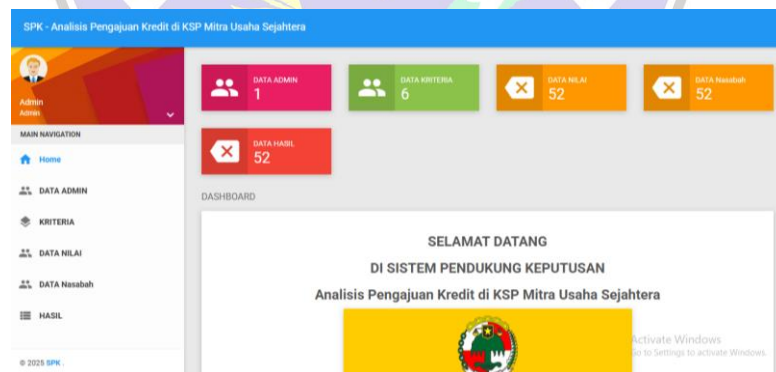 SPK - Analisis Pengajuan Kredit di KSP Mitra Usaha Sejahtera
Admin
Admin
MAIN NAVIGATION
Home
DATA ADMIN
KRITERIA
DATA NILAI
DATA Nasabah
HASIL
© 2025 SPK .
DATA ADMIN
1
DATA KRITERIA
6
DATA NILAI
52
DATA Nasabah
52
DATA HASIL
52
DASHBOARD
SELAMAT DATANG
DI SISTEM PENDUKUNG KEPUTUSAN
Analisis Pengajuan Kredit di KSP Mitra Usaha Sejahtera
Activate Windows
Go to Settings to activate Windows.